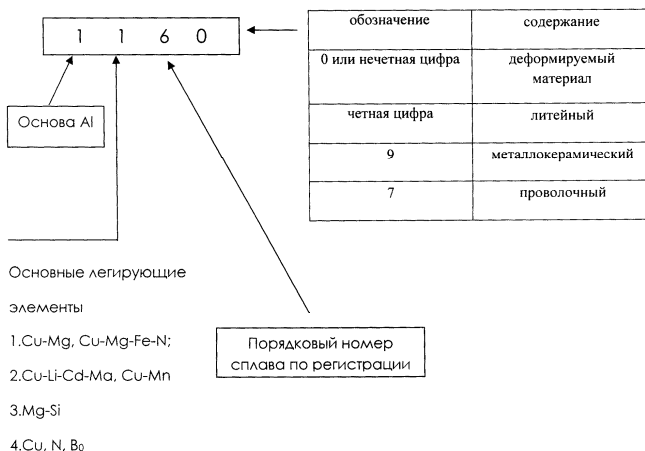 1 1 6 0
обозначение содержание
0 или нечетная цифра деформируемый материал
четная цифра литейный
9 металлокерамический
7 проволочный
Основа Al
Основные легирующие
элементы
1.Cu-Mg, Cu-Mg-Fe-N;
2.Cu-Li-Cd-Ma, Cu-Mn
3.Mg-Si
4.Cu, N, B₀
Порядковый номер
сплава по регистрации